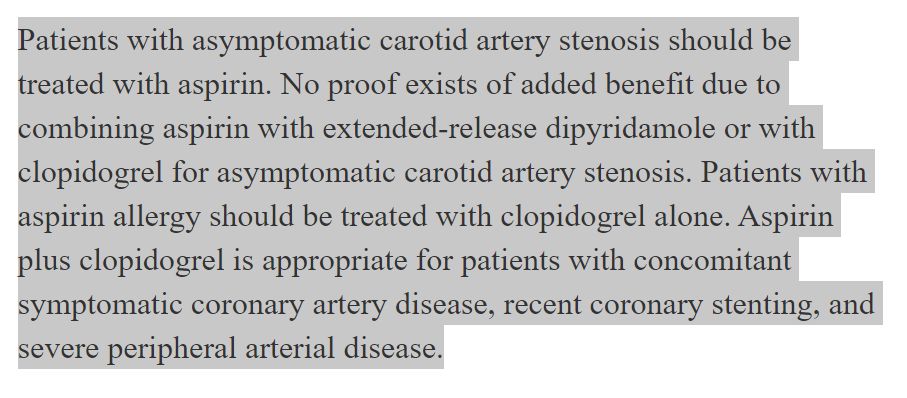 Patients with asymptomatic carotid artery stenosis should be
treated with aspirin. No proof exists of added benefit due to
combining aspirin with extended-release dipyridamole or with
clopidogrel for asymptomatic carotid artery stenosis. Patients with
aspirin allergy should be treated with clopidogrel alone. Aspirin
plus clopidogrel is appropriate for patients with concomitant
symptomatic coronary artery disease, recent coronary stenting, and
severe peripheral arterial disease.